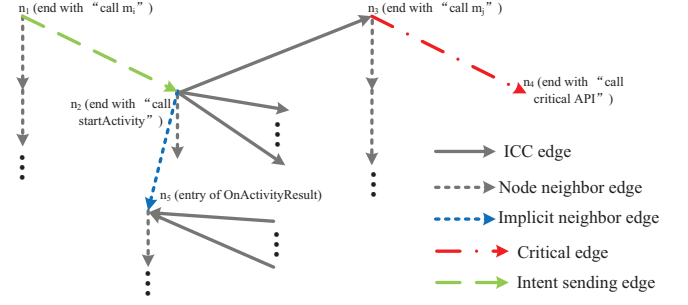 n₁ (end with “call mᵢ” )
n₃ (end with “call mⱼ” )
n₄ (end with “call
critical API” )
n₂ (end with “call
startActivity” )
n₅ (entry of OnActivityResult)
ICC edge
Node neighbor edge
Implicit neighbor edge
Critical edge
Intent sending edge